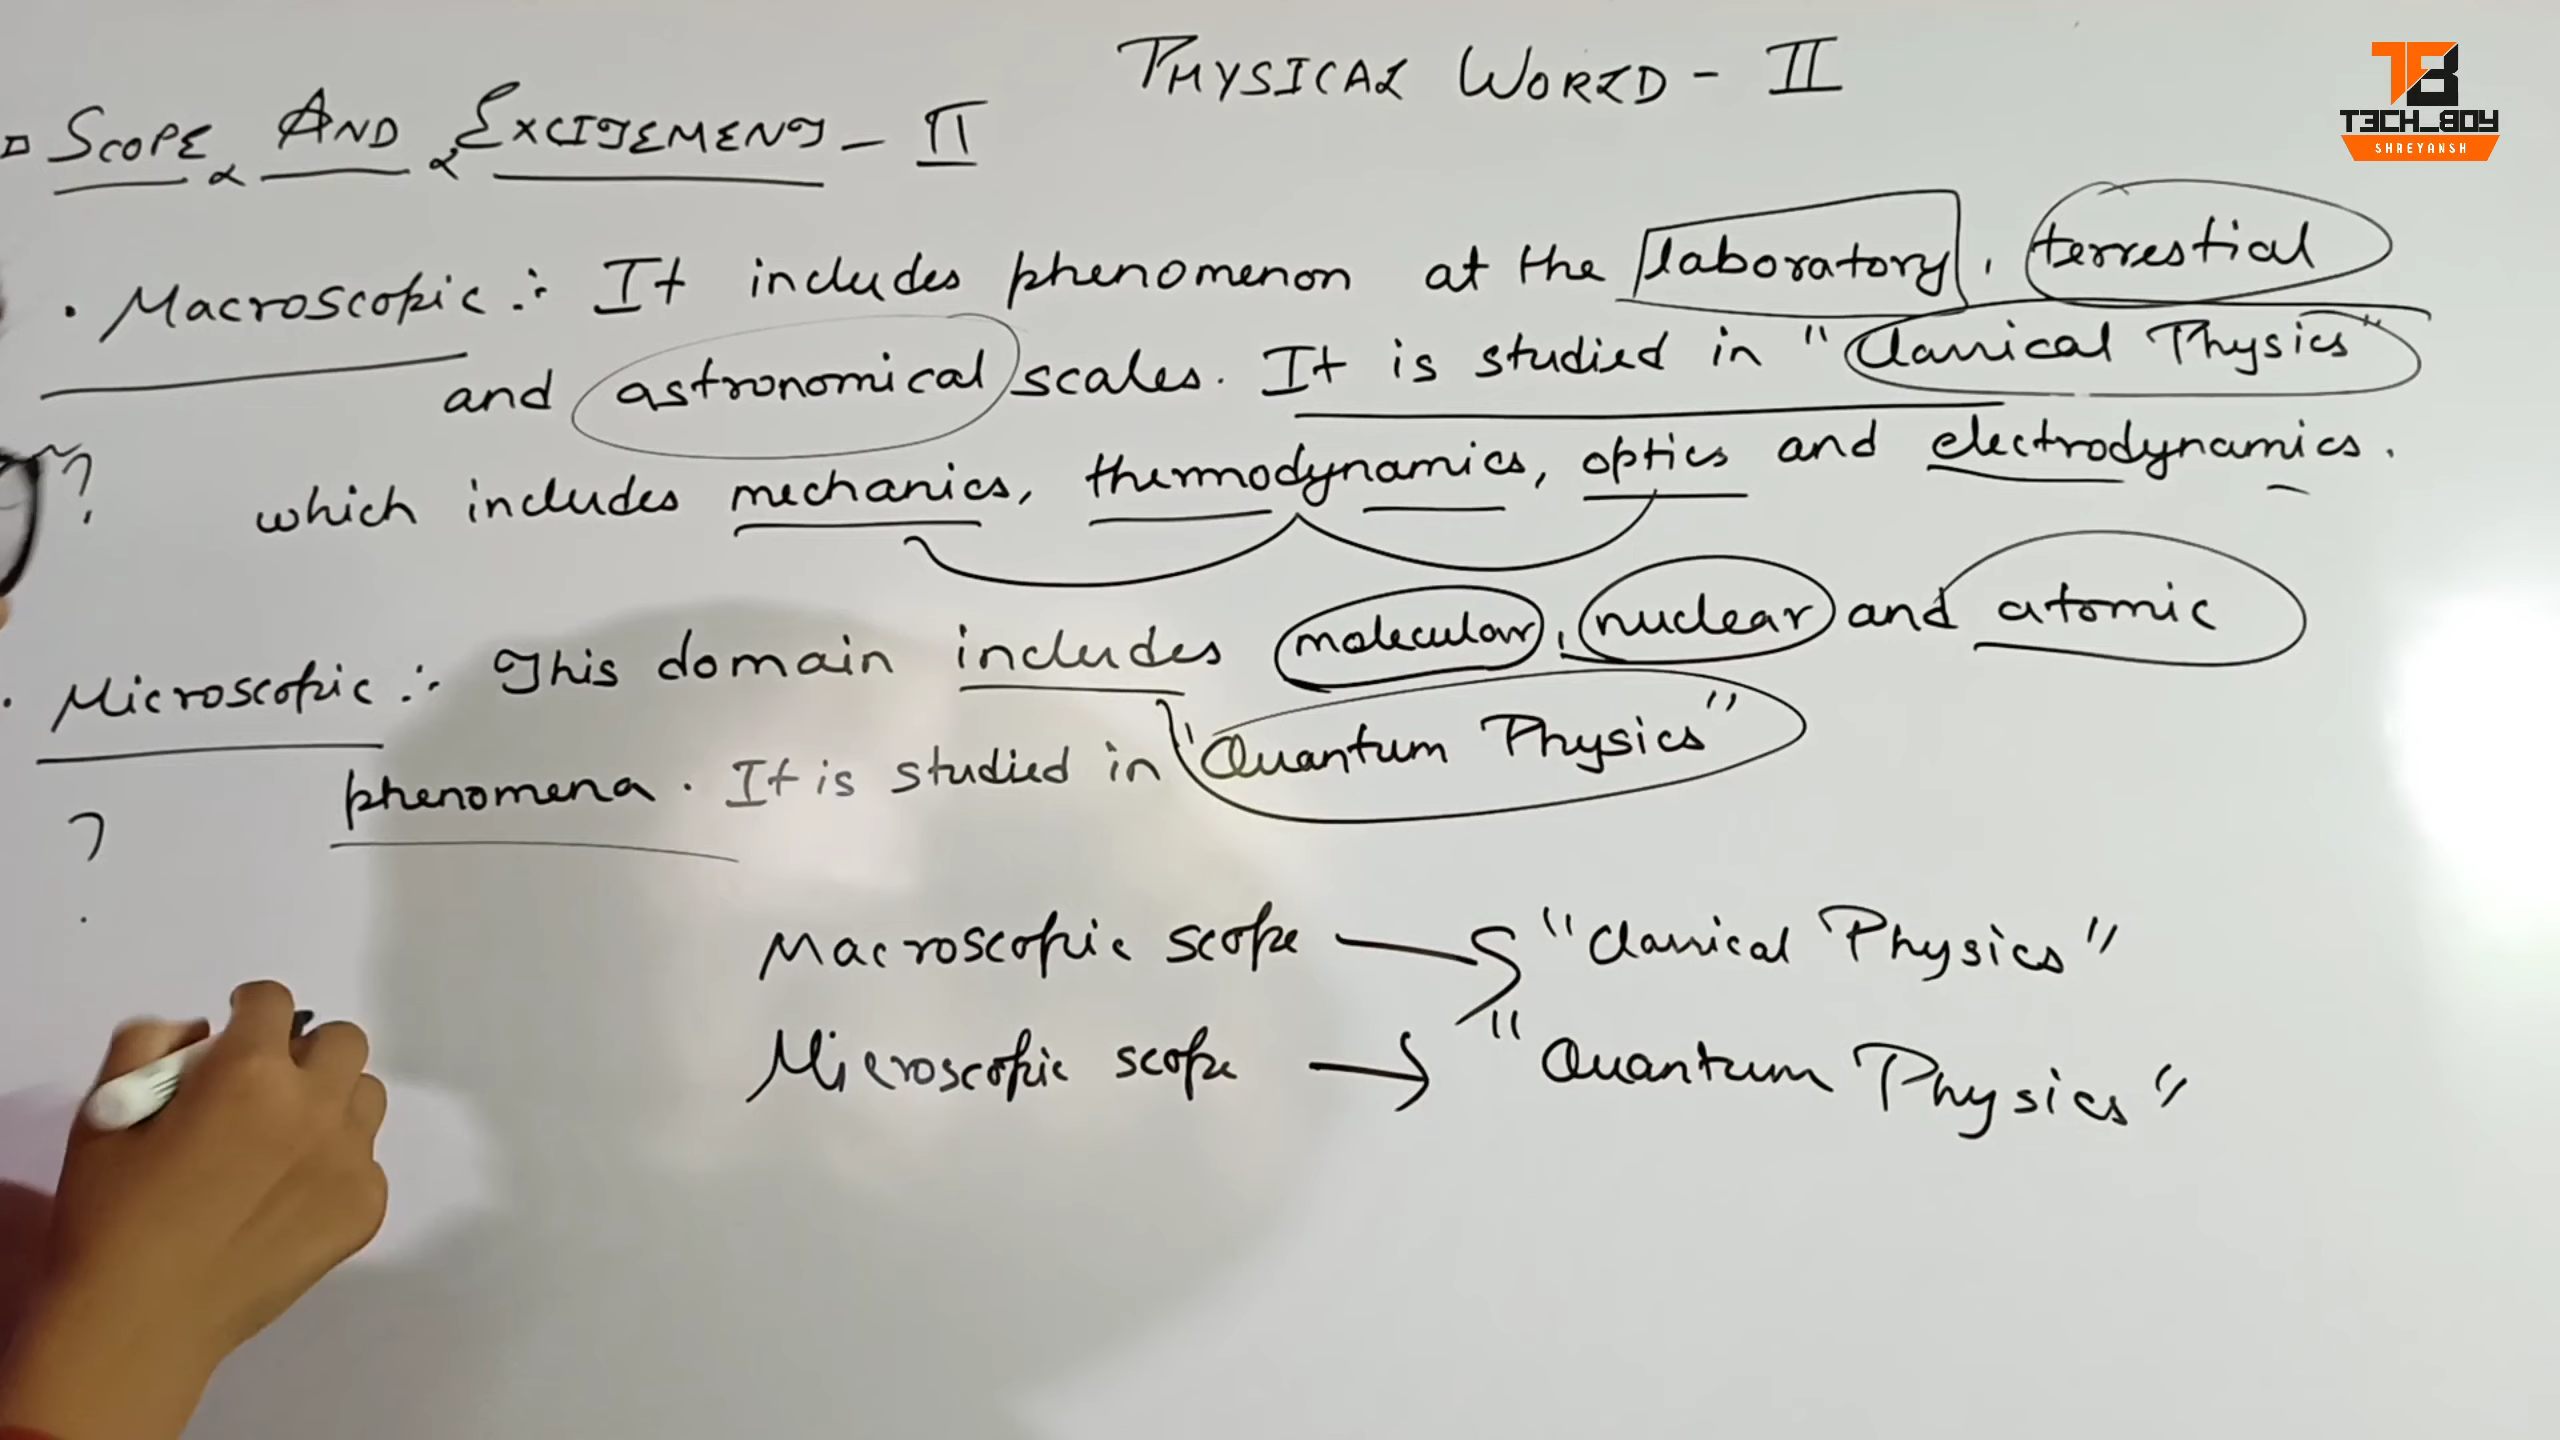 PHYSICAL WORLD - II
SCOPE AND EXCITEMENT - II
• Macroscopic :- It includes phenomenon at the laboratory, terrestial
and astronomical scales. It is studied in "Classical Physics"
? which includes mechanics, thermodynamics, optics and electrodynamics.
• Microscopic :- This domain includes molecular, nuclear and atomic
phenomena. It is studied in "Quantum Physics"
?
Macroscopic scope → "Classical Physics"
Microscopic scope → "Quantum Physics"
TB
T3CH_BOY
SHREYANSH